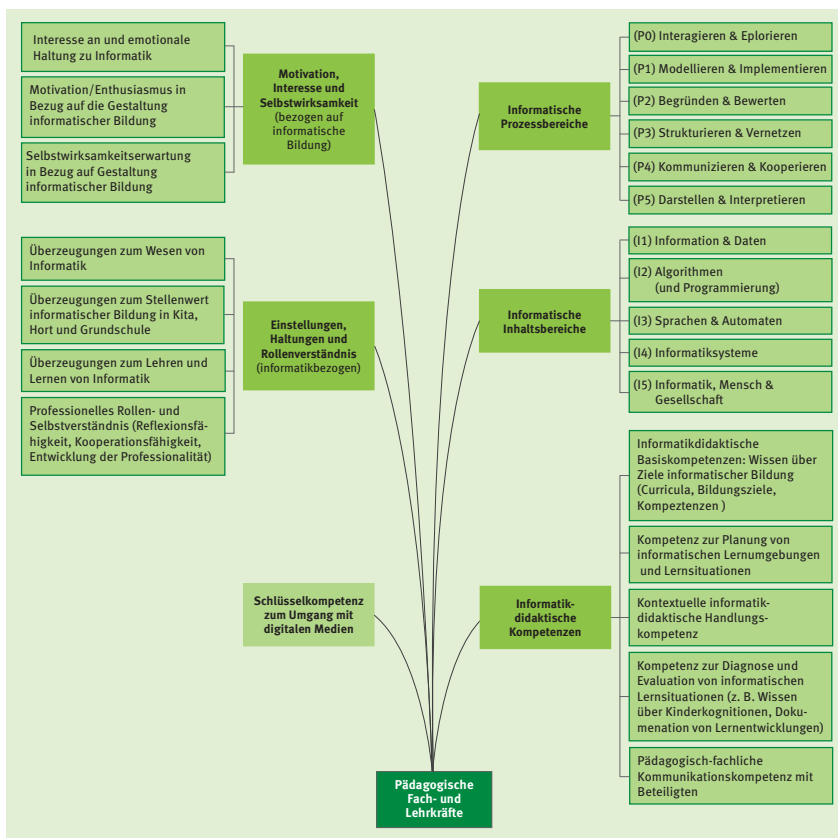 Interesse an und emotionale
Haltung zu Informatik
Motivation/Enthusiasmus in
Bezug auf die Gestaltung
informatischer Bildung
Selbstwirksamkeitserwartung
in Bezug auf Gestaltung
informatischer Bildung
Motivation,
Interesse und
Selbstwirksamkeit
(bezogen auf
informatische
Bildung)
Überzeugungen zum Wesen von
Informatik
Überzeugungen zum Stellenwert
informatischer Bildung in Kita,
Hort und Grundschule
Überzeugungen zum Lehren und
Lernen von Informatik
Professionelles Rollen- und
Selbstverständnis (Reflexionsfä-
higkeit, Kooperationsfähigkeit,
Entwicklung der Professionalität)
Einstellungen,
Haltungen und
Rollenverständnis
(informatikbezogen)
Schlüsselkompetenz
zum Umgang mit
digitalen Medien
Informatische
Prozessbereiche
(P0) Interagieren & Eplorieren
(P1) Modellieren & Implementieren
(P2) Begründen & Bewerten
(P3) Strukturieren & Vernetzen
(P4) Kommunizieren & Kooperieren
(P5) Darstellen & Interpretieren
Informatische
Inhaltsbereiche
(I1) Information & Daten
(I2) Algorithmen
(und Programmierung)
(I3) Sprachen & Automaten
(I4) Informatiksysteme
(I5) Informatik, Mensch &
Gesellschaft
Informatik-
didaktische
Kompetenzen
Informatikdidaktische
Basiskompetenzen: Wissen über
Ziele informatischer Bildung
(Curricula, Bildungsziele,
Kompeztenzen )
Kompetenz zur Planung von
informatischen Lernumgebungen
und Lernsituationen
Kontextuelle informatik-
didaktische Handlungs-
kompetenz
Kompetenz zur Diagnose und
Evaluation von informatischen
Lernsituationen (z. B. Wissen
über Kinderkognitionen, Doku-
menation von Lernentwicklungen)
Pädagogisch-fachliche
Kommunikationskompetenz mit
Beteiligten
Pädagogische
Fach- und
Lehrkräfte